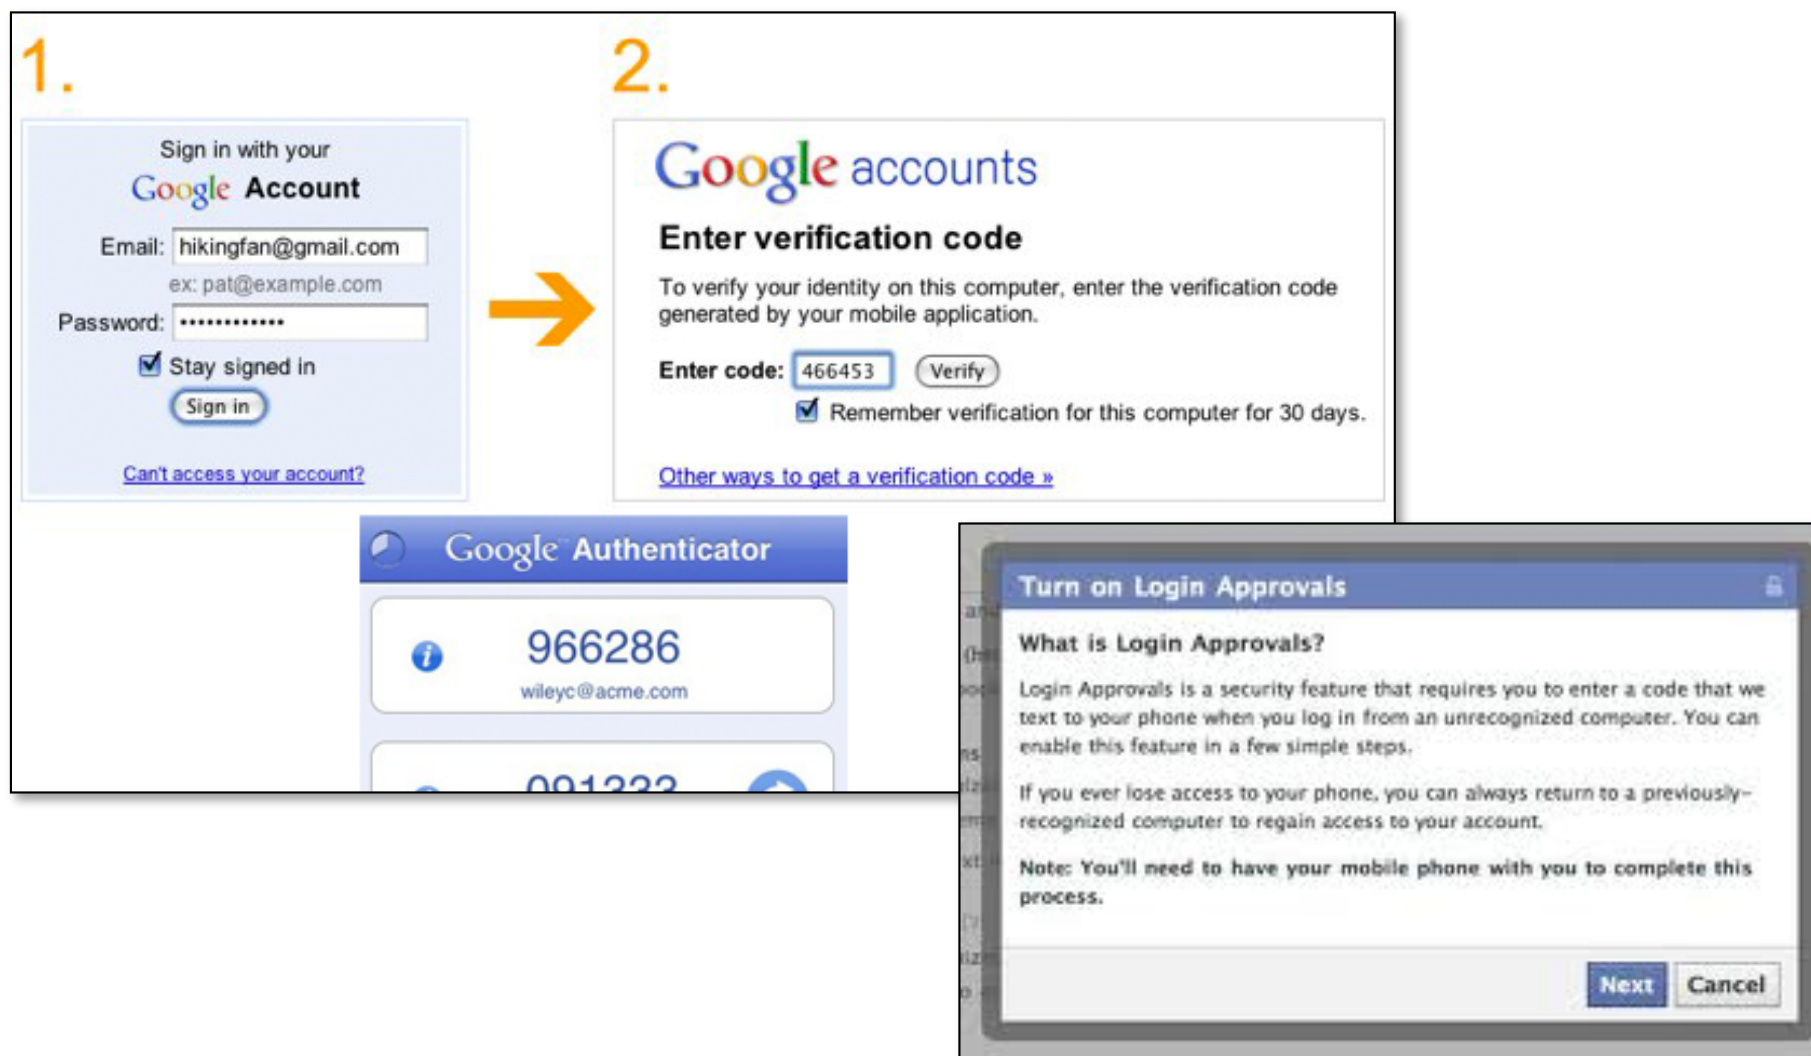 1.
Sign in with your
Google Account
Email: hikingfan@gmail.com
ex: pat@example.com
Password: ••••••••••••
Stay signed in
Sign in
Can't access your account?
2.
Google accounts
Enter verification code
To verify your identity on this computer, enter the verification code
generated by your mobile application.
Enter code: 466453 Verify
Remember verification for this computer for 30 days.
Other ways to get a verification code »
Google Authenticator
966286
wileyc@acme.com
091333
Turn on Login Approvals
What is Login Approvals?
Login Approvals is a security feature that requires you to enter a code that we
text to your phone when you log in from an unrecognized computer. You can
enable this feature in a few simple steps.
If you ever lose access to your phone, you can always return to a previously-
recognized computer to regain access to your account.
Note: You'll need to have your mobile phone with you to complete this
process.
Next Cancel